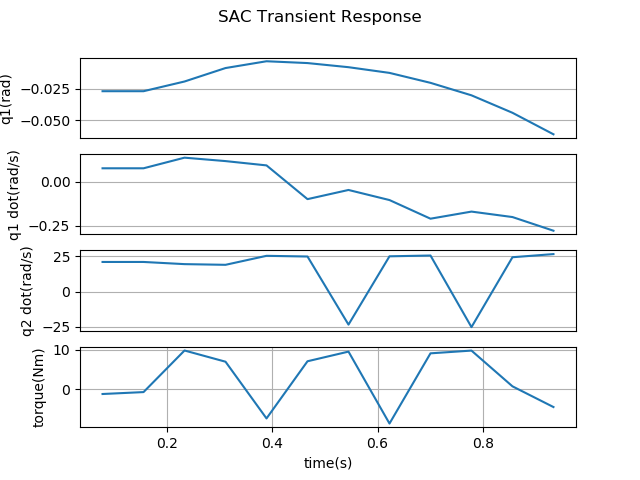 SAC Transient Response
−0.025
−0.050
q1(rad)
0.00
−0.25
q1 dot(rad/s)
25
0
−25
q2 dot(rad/s)
10
0
torque(Nm)
0.2 0.4 0.6 0.8
time(s)